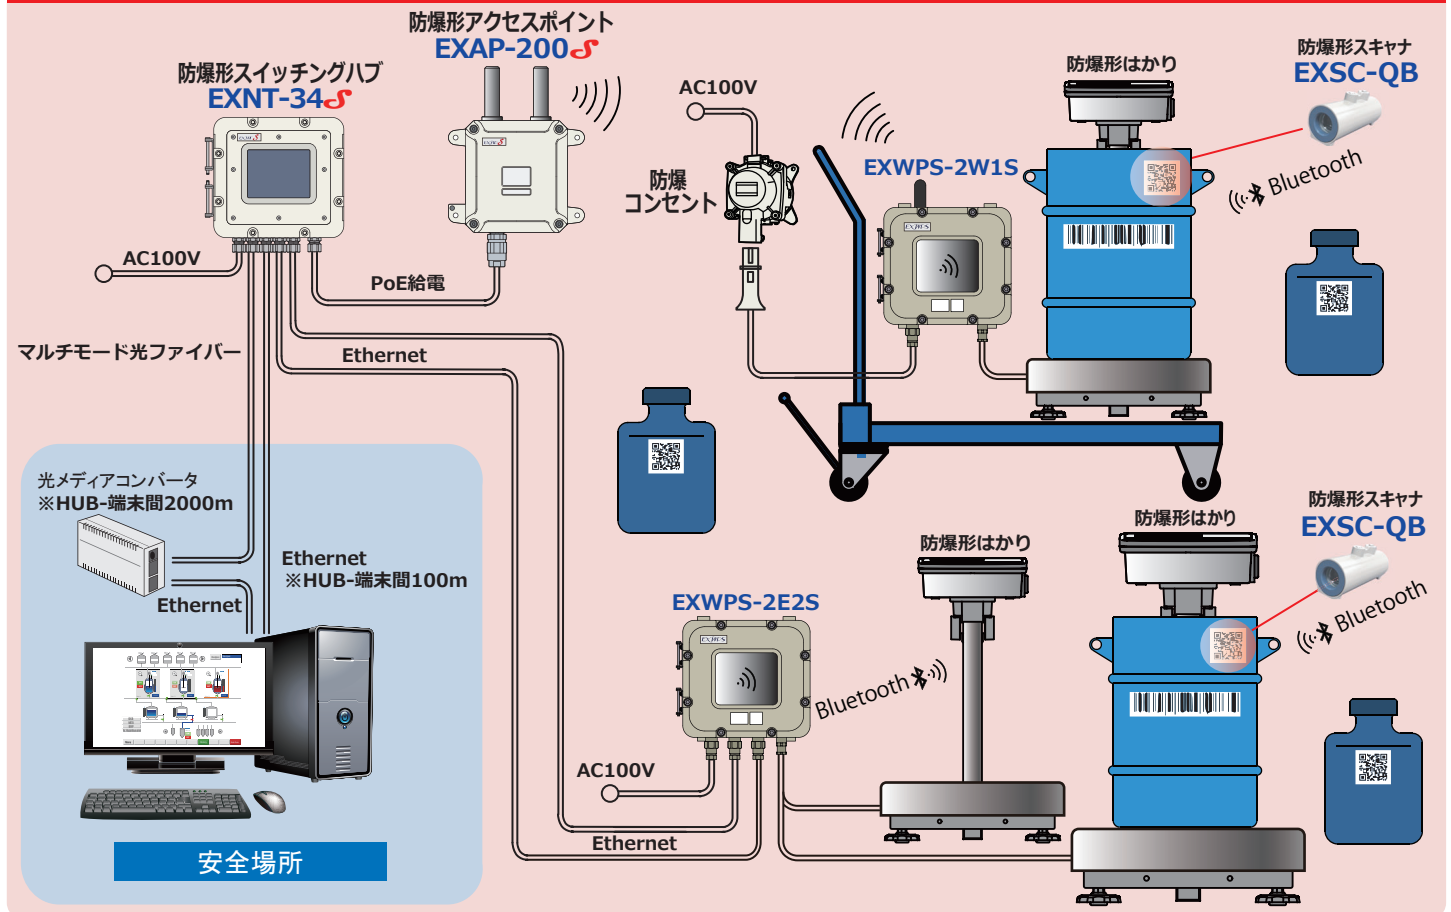 防爆形アクセスポイント
EXAP-200S
防爆形スイッチングハブ
EXNT-34S
AC100V
PoE給電
マルチモード光ファイバー
Ethernet
AC100V
防爆
コンセント
EXWPS-2W1S
EXWPS
防爆形はかり
防爆形スキャナ
EXSC-QB
Bluetooth
光メディアコンバータ
※HUB-端末間2000m
Ethernet
※HUB-端末間100m
Ethernet
安全場所
EXWPS-2E2S
EXWPS
AC100V
Ethernet
Bluetooth
防爆形はかり
防爆形はかり
防爆形スキャナ
EXSC-QB
Bluetooth